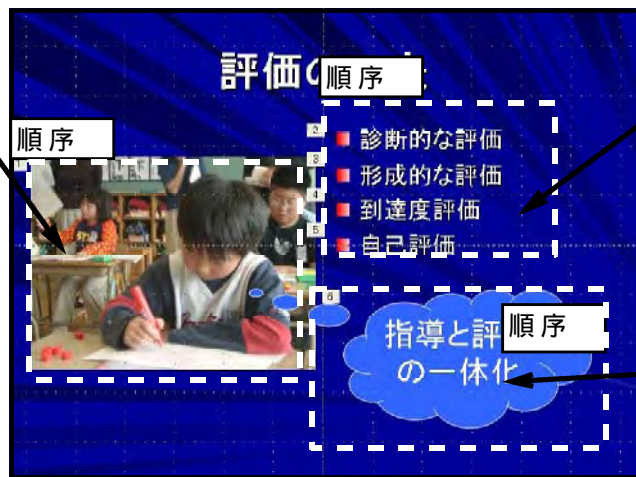 評価の
順序
順序
1
2
診断的な評価
3
形成的な評価
4
到達度評価
5
自己評価
6
指導と評
順序
の一体化